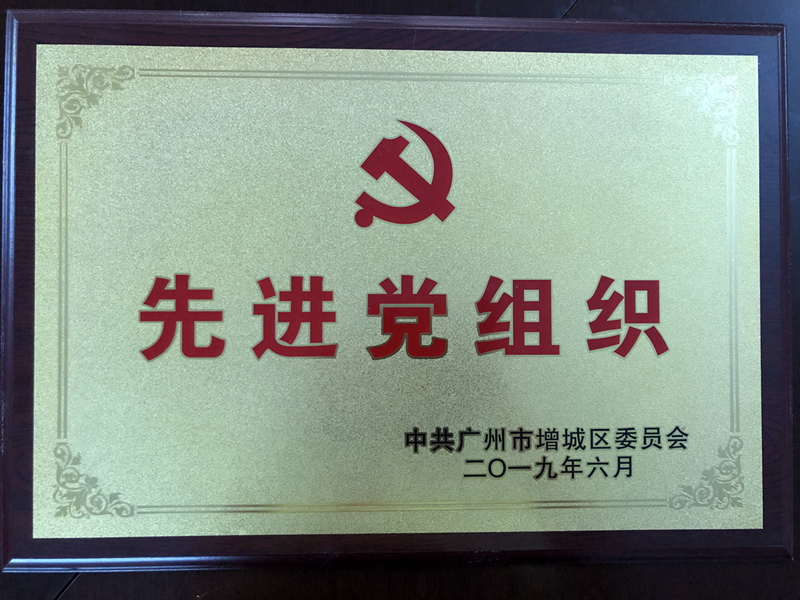 先进党组织
中共广州市增城区委员会
二〇一九年六月